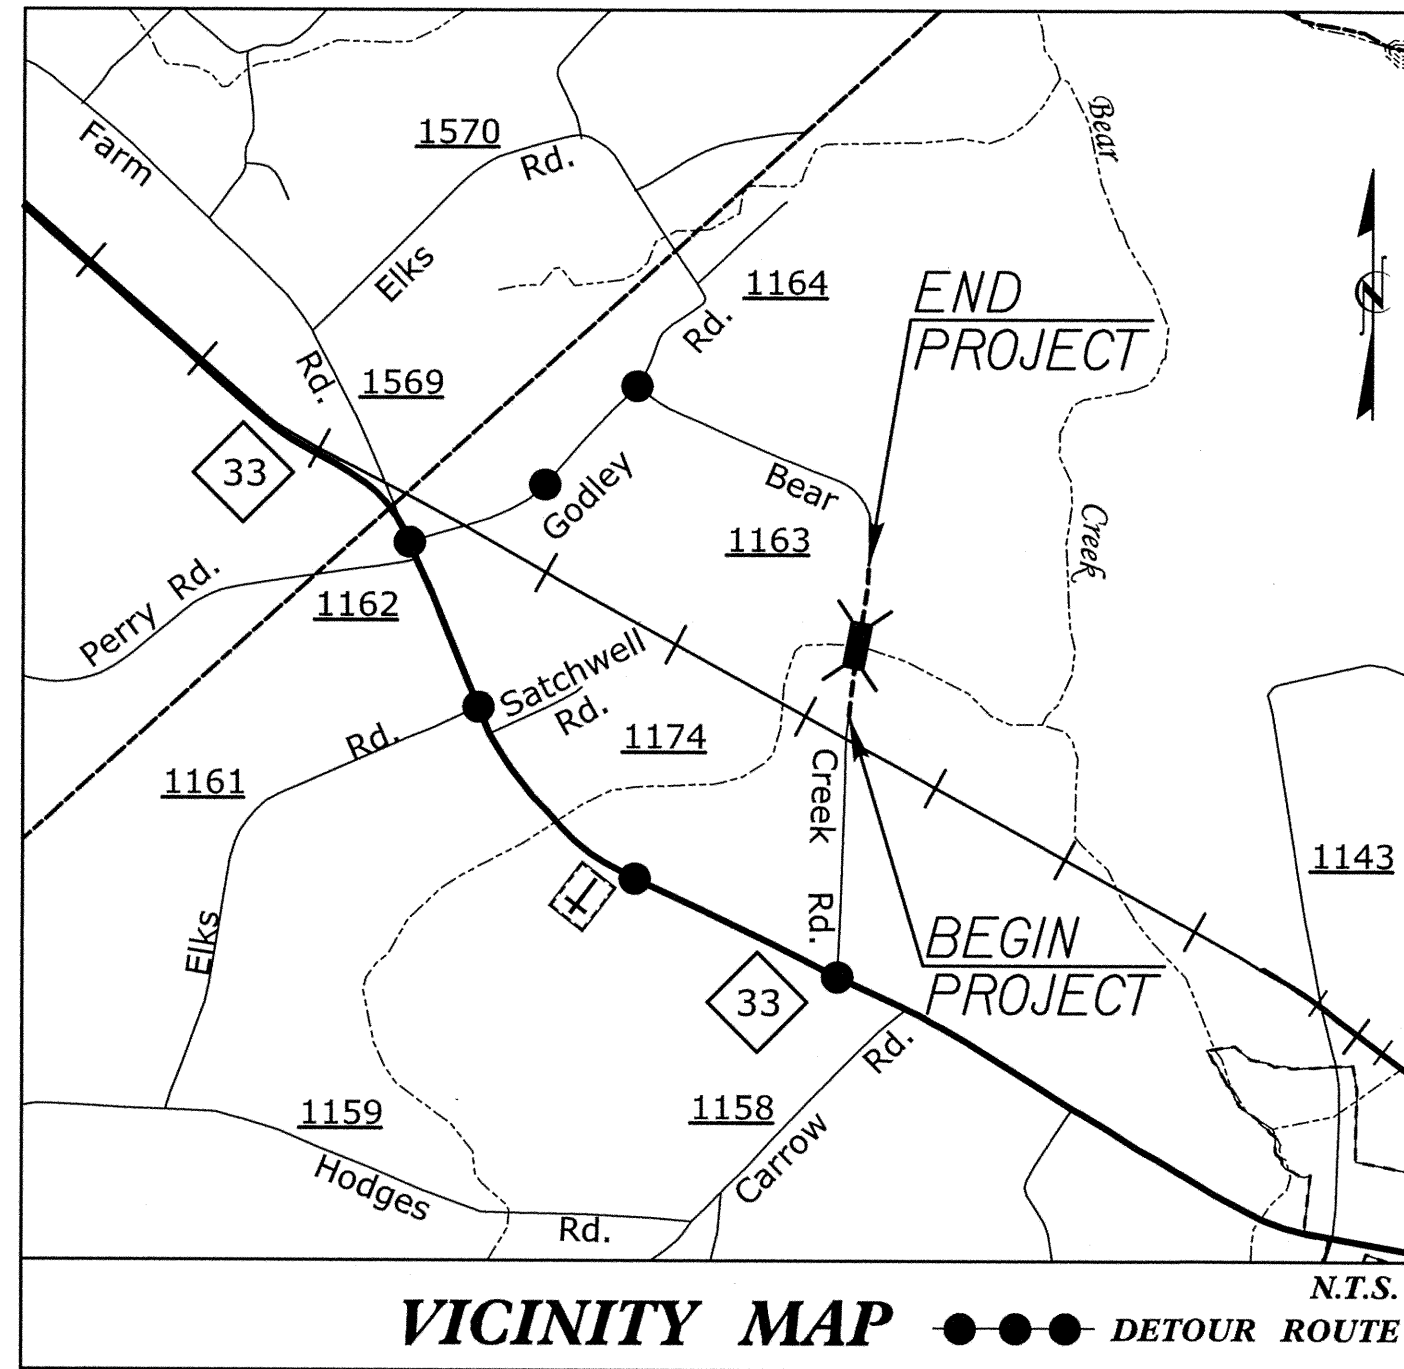 1570
Farm
Rd.
Bear
Elks
1164
END
PROJECT
Rd.
Rd.
1569
33
Godley
Bear
1163
Creek
Perry Rd.
1162
Satchwell
Rd.
Rd.
1174
1161
Creek Rd.
1143
Elks
BEGIN
PROJECT
33
Rd.
1159
1158
Carrow
Hodges
Rd.
N.T.S.
VICINITY MAP
DETOUR ROUTE